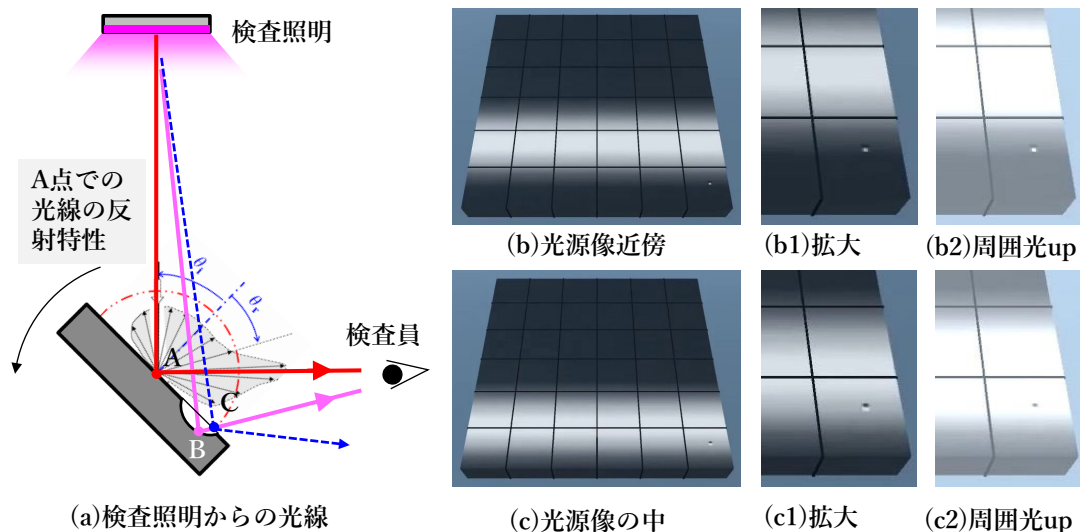 検査照明
A点での
光線の反
射特性
θi
θr
検査員
A
C
B
(a)検査照明からの光線
(b)光源像近傍
(b1)拡大
(b2)周囲光up
(c)光源像の中
(c1)拡大
(c2)周囲光up